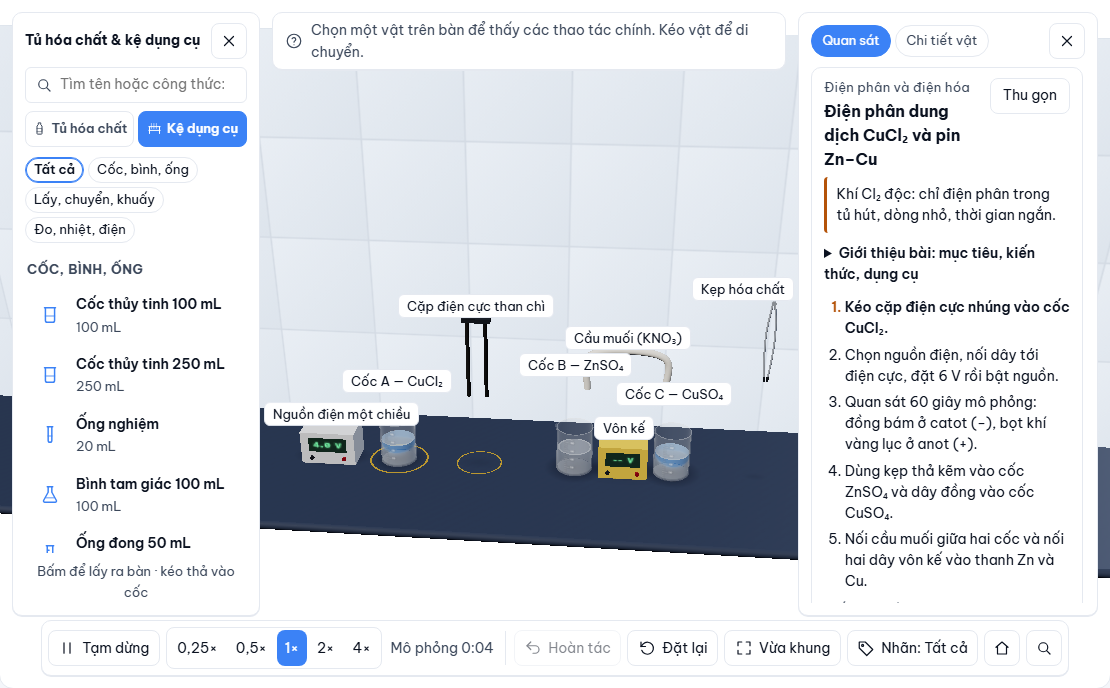 Tủ hóa chất & kệ dụng cụ
Tìm tên hoặc công thức:
Tủ hóa chất
Kệ dụng cụ
Tất cả
Cốc, bình, ống
Lấy, chuyển, khuấy
Đo, nhiệt, điện
CỐC, BÌNH, ỐNG
Cốc thủy tinh 100 mL
100 mL
Cốc thủy tinh 250 mL
250 mL
Ống nghiệm
20 mL
Bình tam giác 100 mL
100 mL
Ống đong 50 mL
Bấm để lấy ra bàn · kéo thả vào
cốc
Chọn một vật trên bàn để thấy các thao tác chính. Kéo vật để di
chuyển.
Kẹp hóa chất
Cặp điện cực than chì
Cầu muối (KNO₃)
Cốc B — ZnSO₄
Cốc A — CuCl₂
Cốc C — CuSO₄
Nguồn điện một chiều
Vôn kế
4.0 V
-- V
Quan sát
Chi tiết vật
Điện phân và điện hóa
Thu gọn
Điện phân dung
dịch CuCl₂ và pin
Zn–Cu
Khí Cl₂ độc: chỉ điện phân trong
tủ hút, dòng nhỏ, thời gian ngắn.
Giới thiệu bài: mục tiêu, kiến
thức, dụng cụ
1. Kéo cặp điện cực nhúng vào cốc
CuCl₂.
2. Chọn nguồn điện, nối dây tới
điện cực, đặt 6 V rồi bật nguồn.
3. Quan sát 60 giây mô phỏng:
đồng bám ở catot (−), bọt khí
vàng lục ở anot (+).
4. Dùng kẹp thả kẽm vào cốc
ZnSO₄ và dây đồng vào cốc
CuSO₄.
5. Nối cầu muối giữa hai cốc và nối
hai dây vôn kế vào thanh Zn và
Cu.
Tạm dừng
0,25×
0,5×
1×
2×
4×
Mô phỏng 0:04
Hoàn tác
Đặt lại
Vừa khung
Nhãn: Tất cả